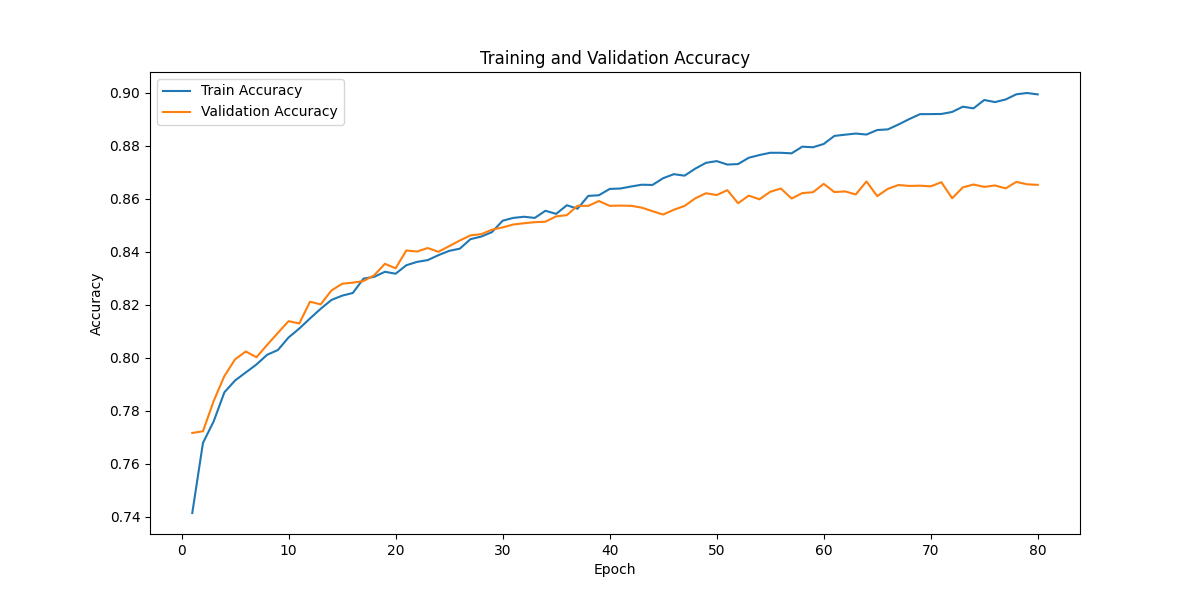 Training and Validation Accuracy
Train Accuracy
Validation Accuracy
0.90
0.88
0.86
0.84
0.82
0.80
0.78
0.76
0.74
Accuracy
0 10 20 30 40 50 60 70 80
Epoch